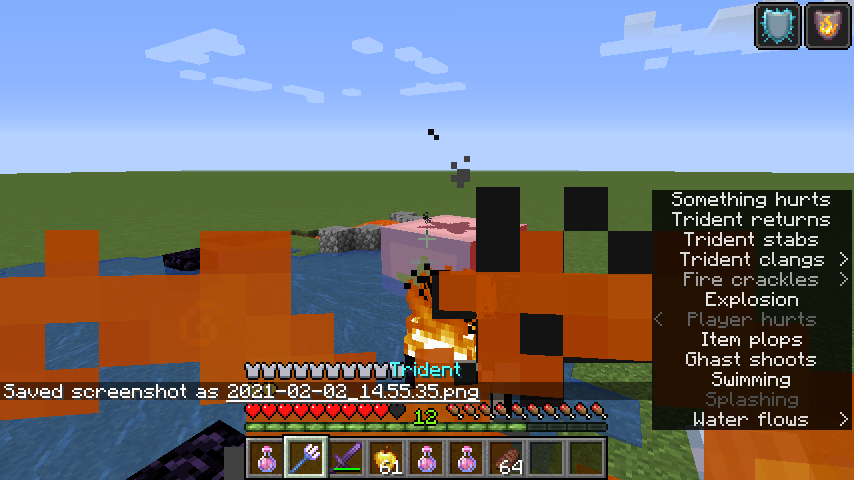 Something hurts
Trident returns
Trident stabs
Trident clangs >
Fire crackles >
Explosion
< Player hurts
Item plops
Ghast shoots
Swimming
Splashing
Water flows >
Trident
Saved screenshot as 2021-02-02_14.55.35.png
12
61
64